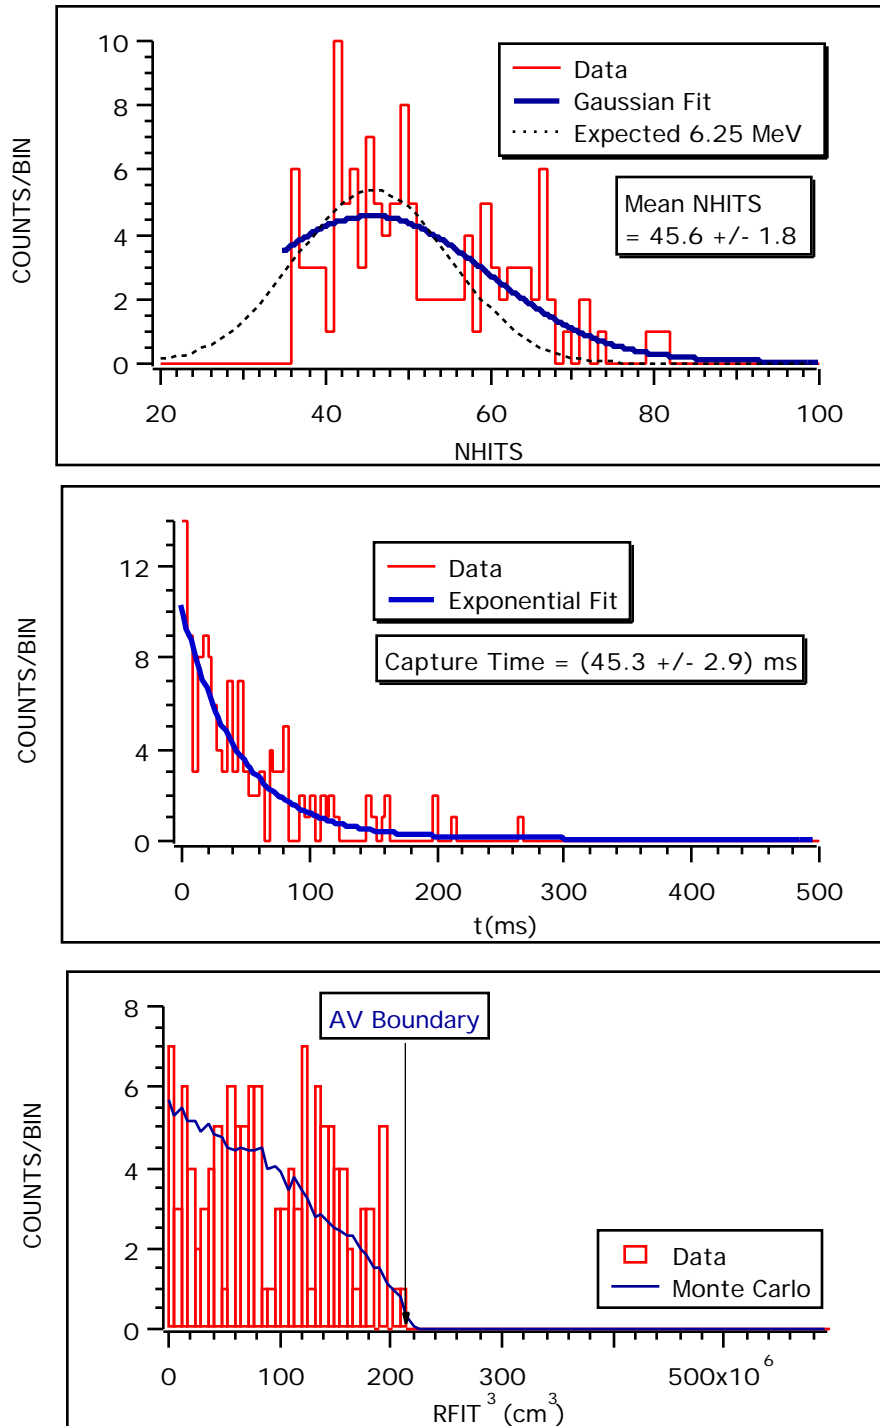 10
8
6
4
2
0
COUNTS/BIN
Data
Gaussian Fit
Expected 6.25 MeV
Mean NHITS
= 45.6 +/- 1.8
20 40 60 80 100
NHITS
12
8
4
0
COUNTS/BIN
Data
Exponential Fit
Capture Time = (45.3 +/- 2.9) ms
0 100 200 300 400 500
t(ms)
8
6
4
2
0
COUNTS/BIN
AV Boundary
Data
Monte Carlo
0 100 200 300 500x10^6
RFIT^3 (cm^3)